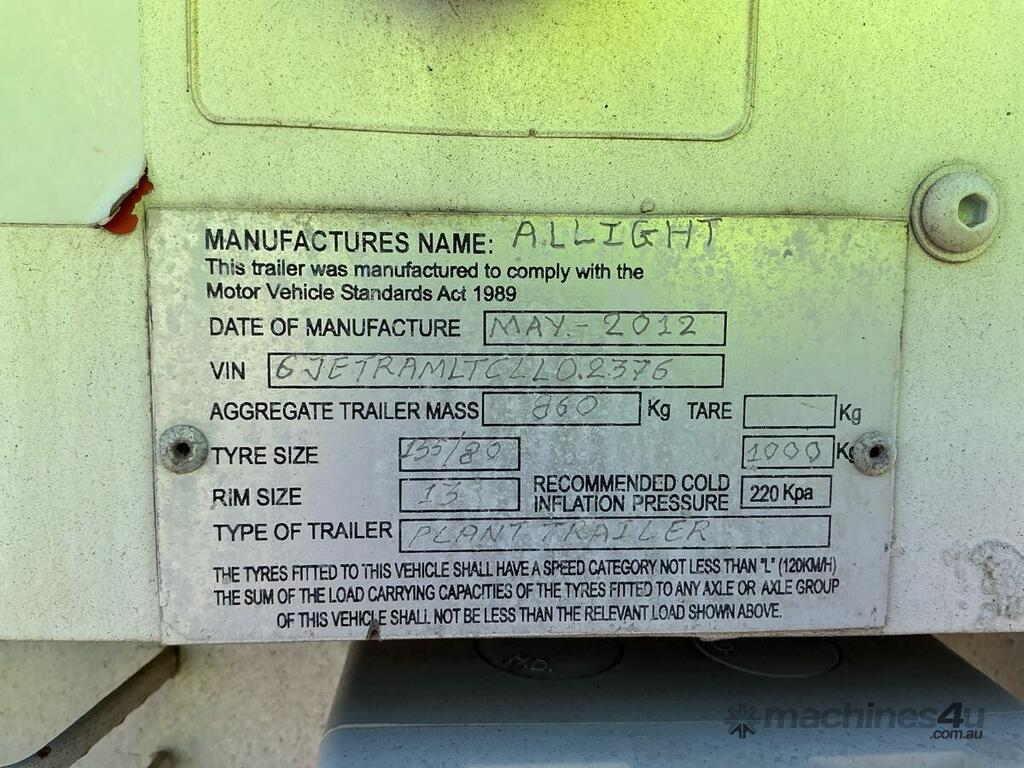 MANUFACTURES NAME: ALLIGHT
This trailer was manufactured to comply with the
Motor Vehicle Standards Act 1989
DATE OF MANUFACTURE MAY.- 2012
VIN 6JETRAMLTCLL0.2376
AGGREGATE TRAILER MASS 860 Kg TARE Kg
TYRE SIZE 155/80 1000 Kg
RIM SIZE 13 RECOMMENDED COLD INFLATION PRESSURE 220 Kpa
TYPE OF TRAILER PLANT TRAILER
THE TYRES FITTED TO THIS VEHICLE SHALL HAVE A SPEED CATEGORY NOT LESS THAN "L" (120KM/H)
THE SUM OF THE LOAD CARRYING CAPACITIES OF THE TYRES FITTED TO ANY AXLE OR AXLE GROUP
OF THIS VEHICLE SHALL NOT BE LESS THAN THE RELEVANT LOAD SHOWN ABOVE.
H.D.
machines4u
.com.au